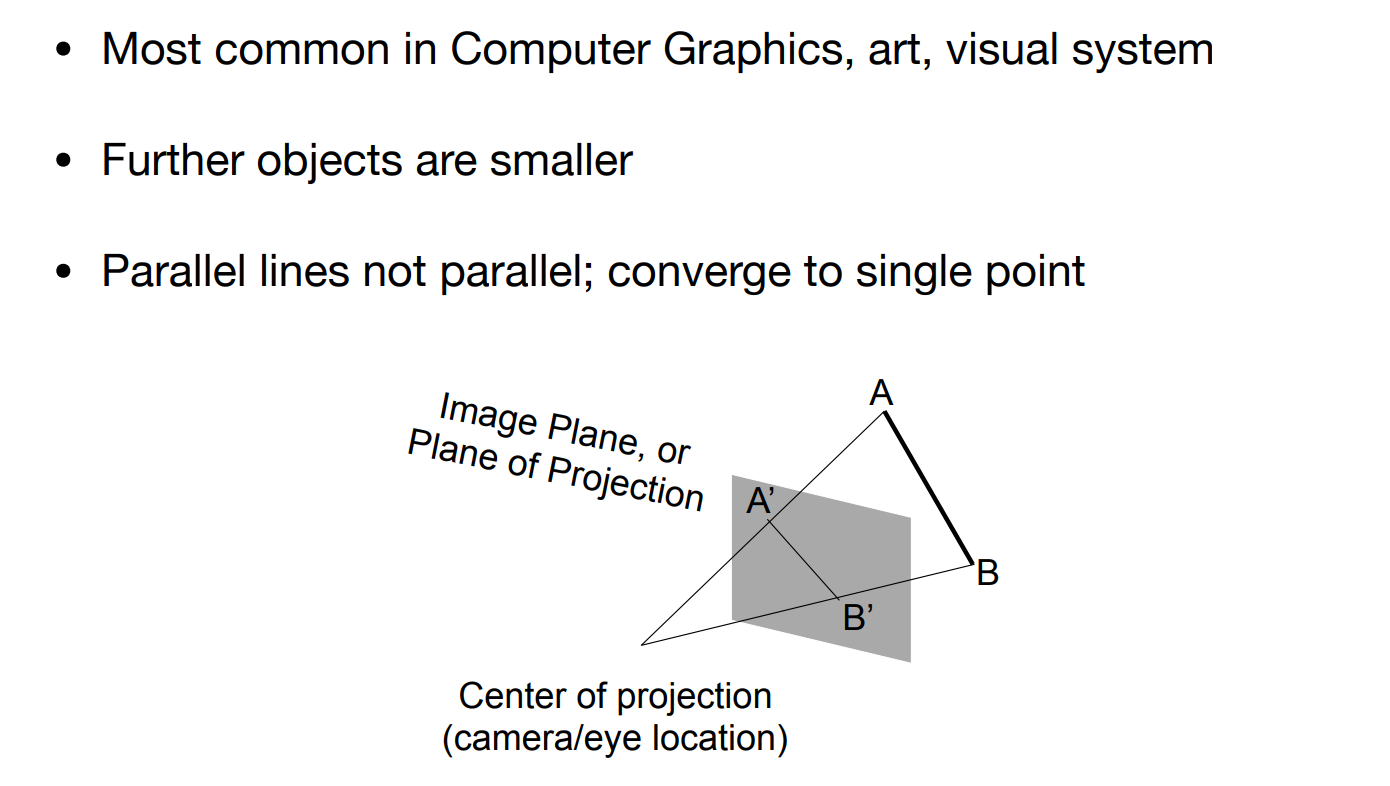 • Most common in Computer Graphics, art, visual system
• Further objects are smaller
• Parallel lines not parallel; converge to single point
A
Image Plane, or
Plane of Projection
A’
B
B’
Center of projection
(camera/eye location)